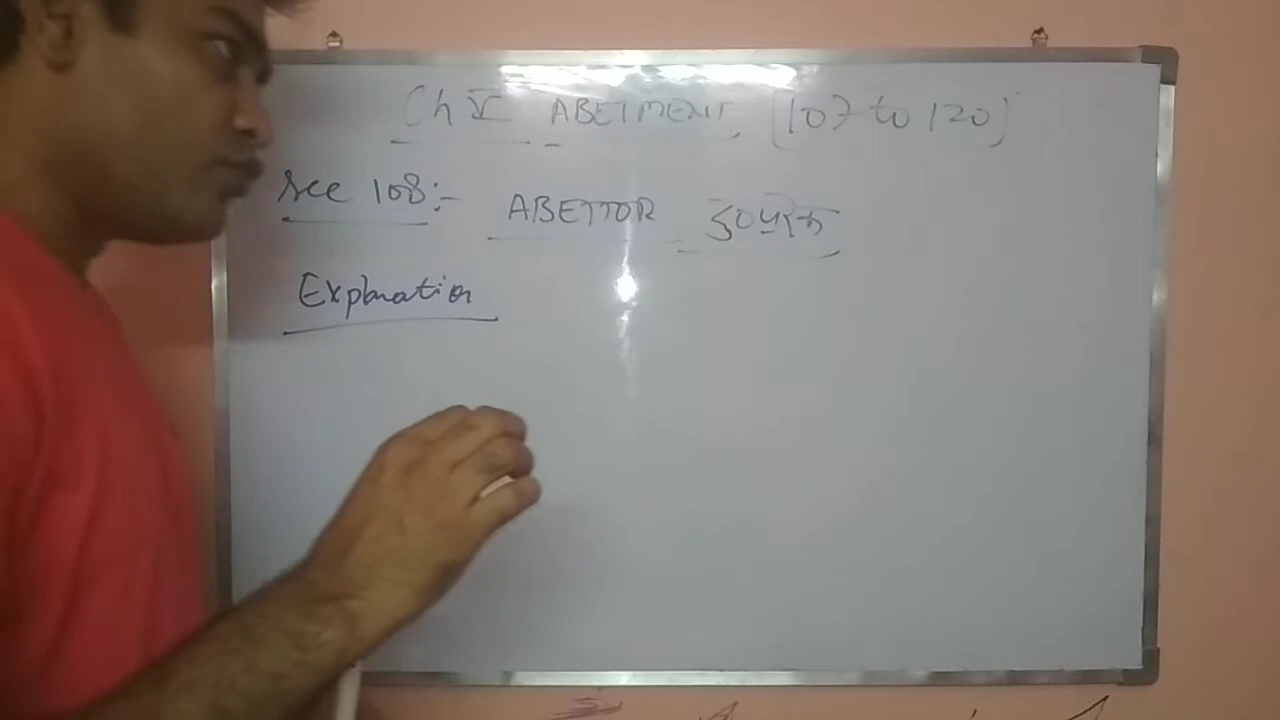 Ch V ABETMENT [107 to 120]
Sec 108:- ABETTOR दुष्प्रेरक
Explanation